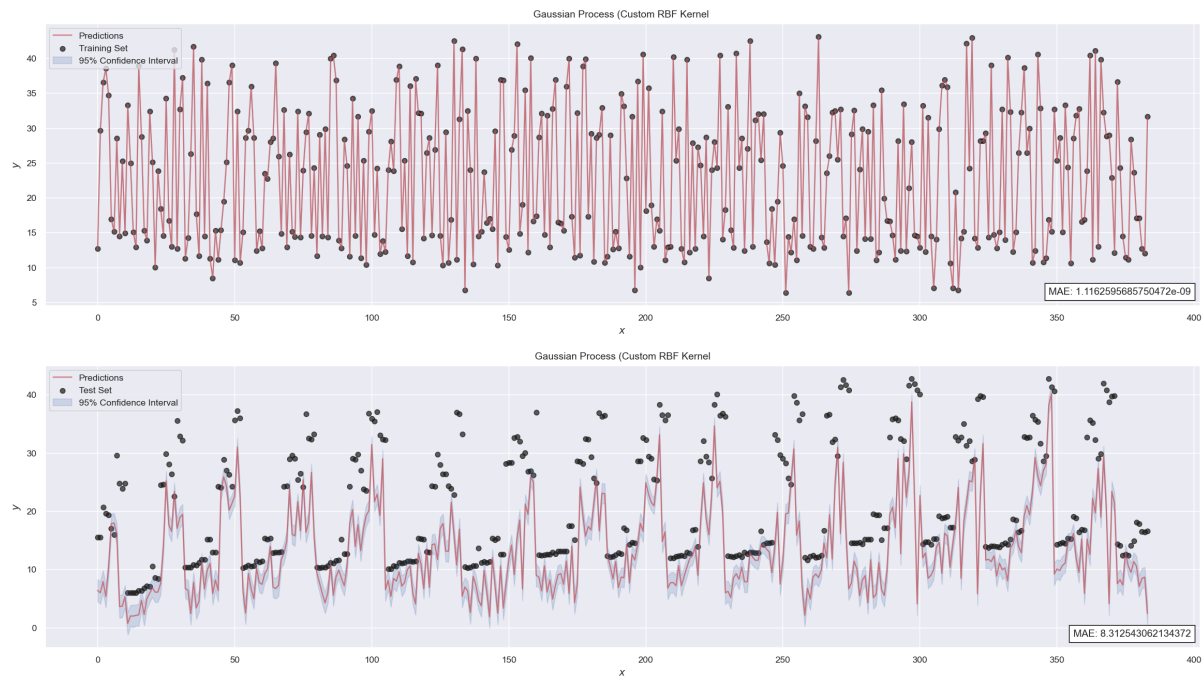 Gaussian Process (Custom RBF Kernel
Predictions
Training Set
95% Confidence Interval
40
35
30
25
20
15
10
5
y
MAE: 1.1162595685750472e-09
0 50 100 150 200 250 300 350 400
x
Gaussian Process (Custom RBF Kernel
Predictions
Test Set
95% Confidence Interval
40
30
20
10
0
y
MAE: 8.312543062134372
0 50 100 150 200 250 300 350 400
x